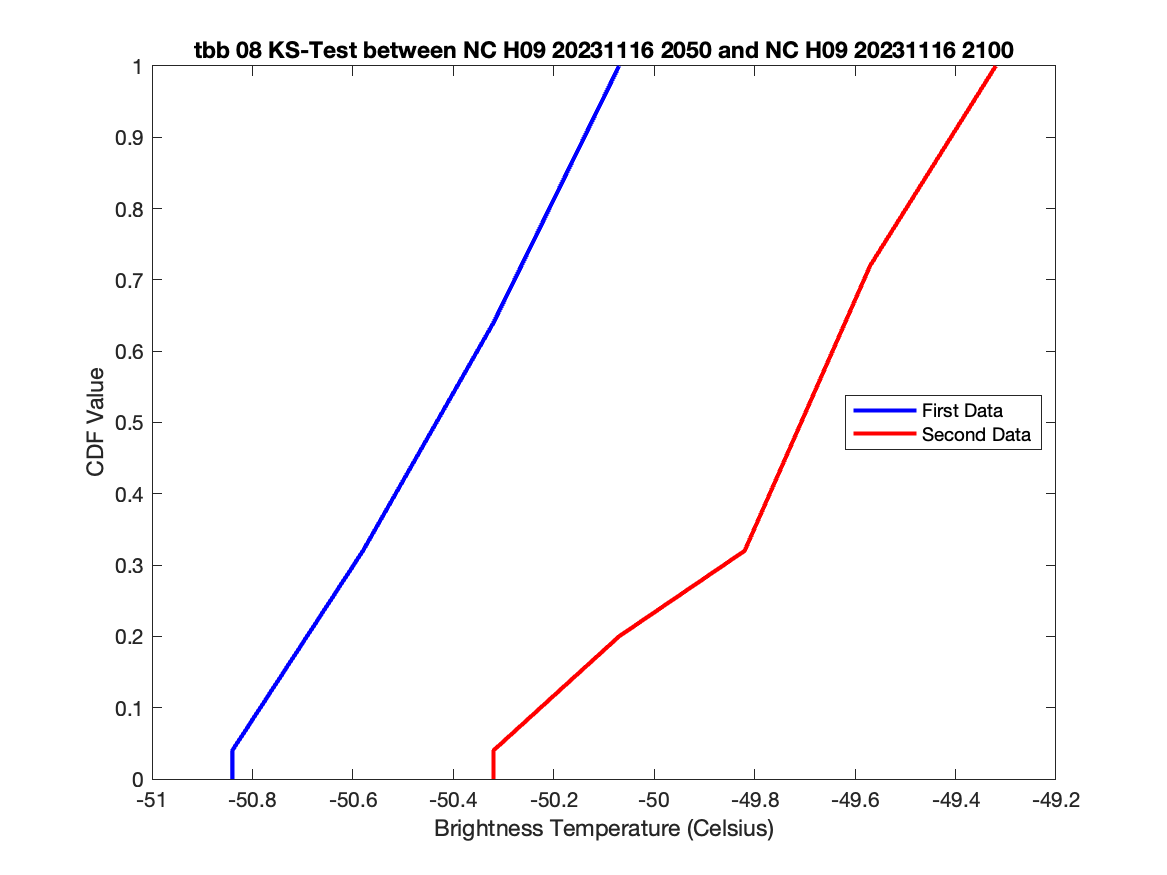 tbb 08 KS-Test between NC H09 20231116 2050 and NC H09 20231116 2100
1
0.9
0.8
0.7
0.6
0.5
0.4
0.3
0.2
0.1
0
CDF Value
First Data
Second Data
-51 -50.8 -50.6 -50.4 -50.2 -50 -49.8 -49.6 -49.4 -49.2
Brightness Temperature (Celsius)